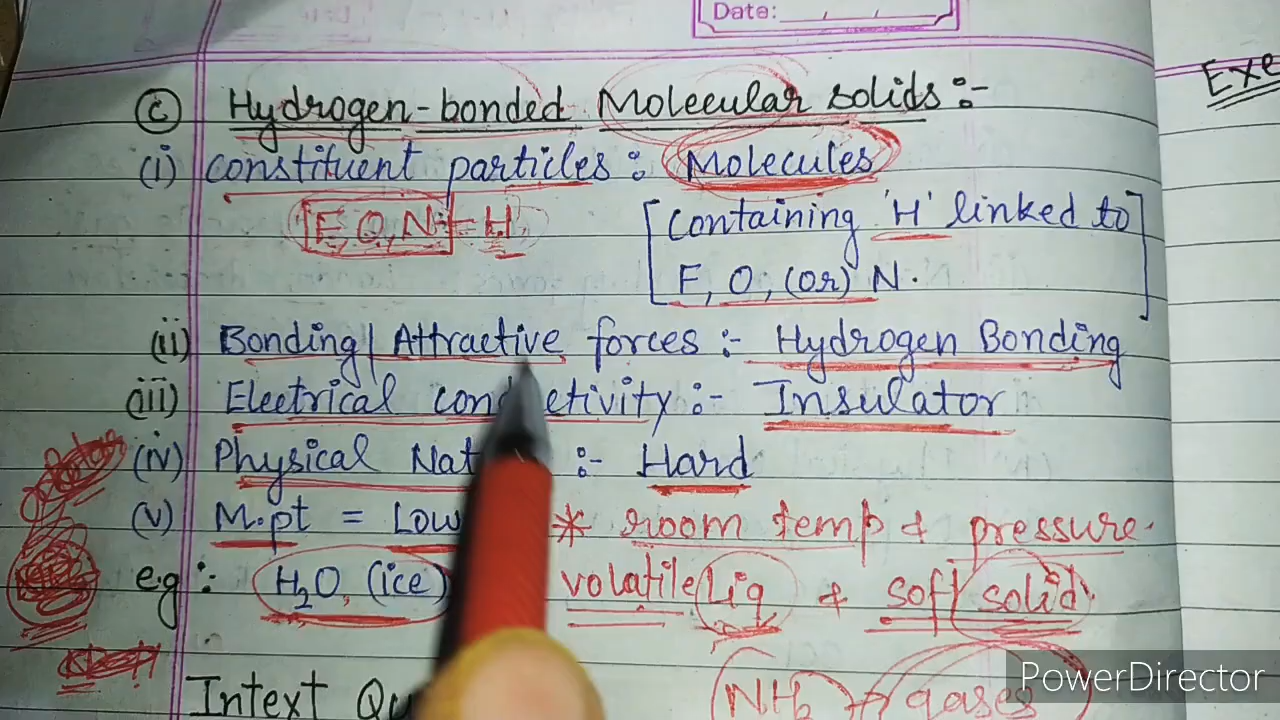 Date:
Exe
© Hydrogen-bonded Molecular solids :-
(i) Constituent particles : Molecules
F, O, N - H [Containing 'H' linked to
F, O, (or) N.]
(ii) Bonding | Attractive forces :- Hydrogen Bonding
(iii) Electrical conductivity :- Insulator
(iv) Physical Nat :- Hard
(v) M.pt = Low * room temp & pressure.
eg :- H2O, (ice) volatile Liq & soft solid
Intext Qu NH3 gases
PowerDirector